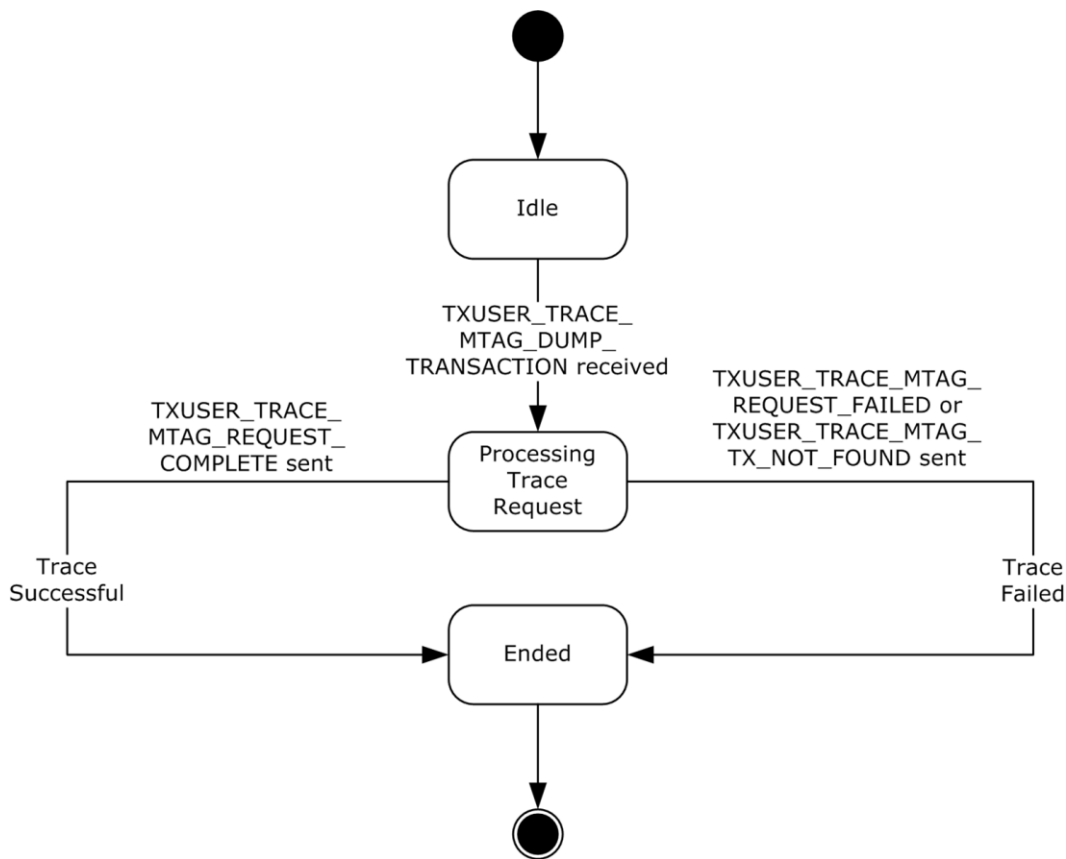 Idle
TXUSER_TRACE_
MTAG_DUMP_
TRANSACTION received
TXUSER_TRACE_
MTAG_REQUEST_
COMPLETE sent
TXUSER_TRACE_MTAG_
REQUEST_FAILED or
TXUSER_TRACE_MTAG_
TX_NOT_FOUND sent
Processing
Trace
Request
Trace
Successful
Trace
Failed
Ended